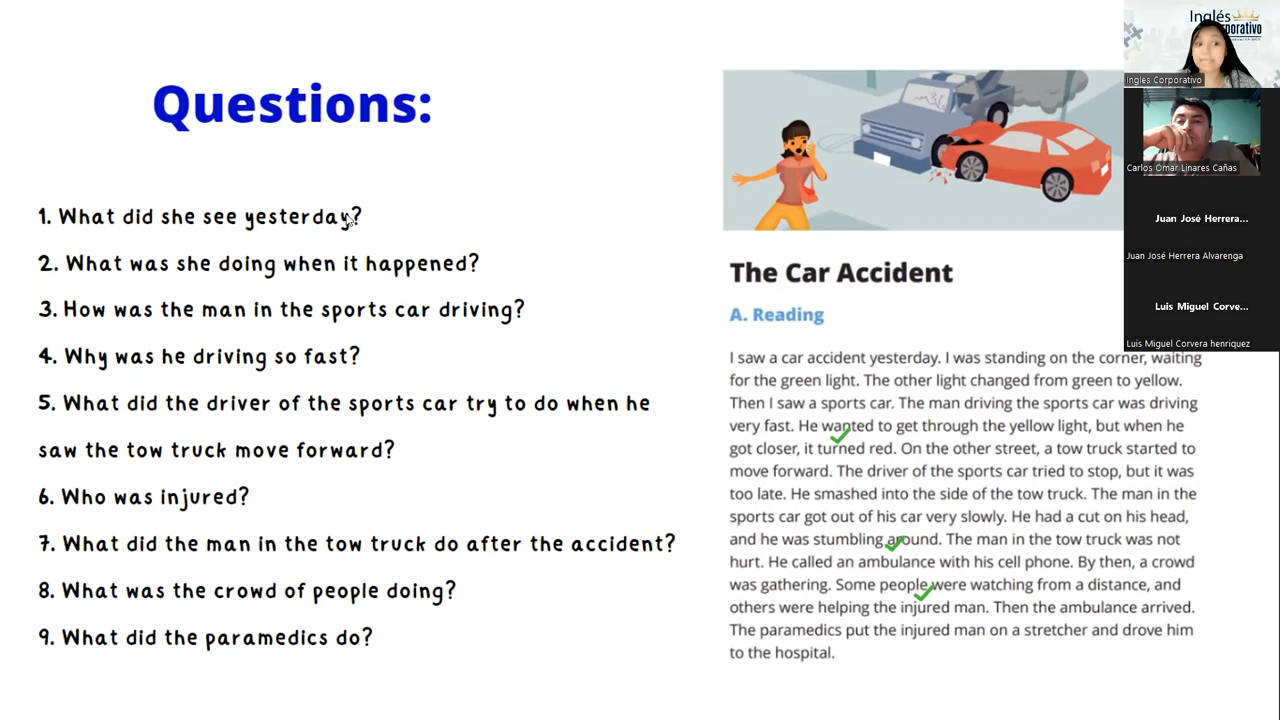 Questions:
1. What did she see yesterday?
2. What was she doing when it happened?
3. How was the man in the sports car driving?
4. Why was he driving so fast?
5. What did the driver of the sports car try to do when he
saw the tow truck move forward?
6. Who was injured?
7. What did the man in the tow truck do after the accident?
8. What was the crowd of people doing?
9. What did the paramedics do?
The Car Accident
A. Reading
I saw a car accident yesterday. I was standing on the corner, waiting
for the green light. The other light changed from green to yellow.
Then I saw a sports car. The man driving the sports car was driving
very fast. He wanted to get through the yellow light, but when he
got closer, it turned red. On the other street, a tow truck started to
move forward. The driver of the sports car tried to stop, but it was
too late. He smashed into the side of the tow truck. The man in the
sports car got out of his car very slowly. He had a cut on his head,
and he was stumbling around. The man in the tow truck was not
hurt. He called an ambulance with his cell phone. By then, a crowd
was gathering. Some people were watching from a distance, and
others were helping the injured man. Then the ambulance arrived.
The paramedics put the injured man on a stretcher and drove him
to the hospital.
Inglés
Ingles Corporativo
Carlos Omar Linares Cañas
Juan José Herrera...
Juan José Herrera Alvarenga
Luis Miguel Corve...
Luis Miguel Corvera henriquez